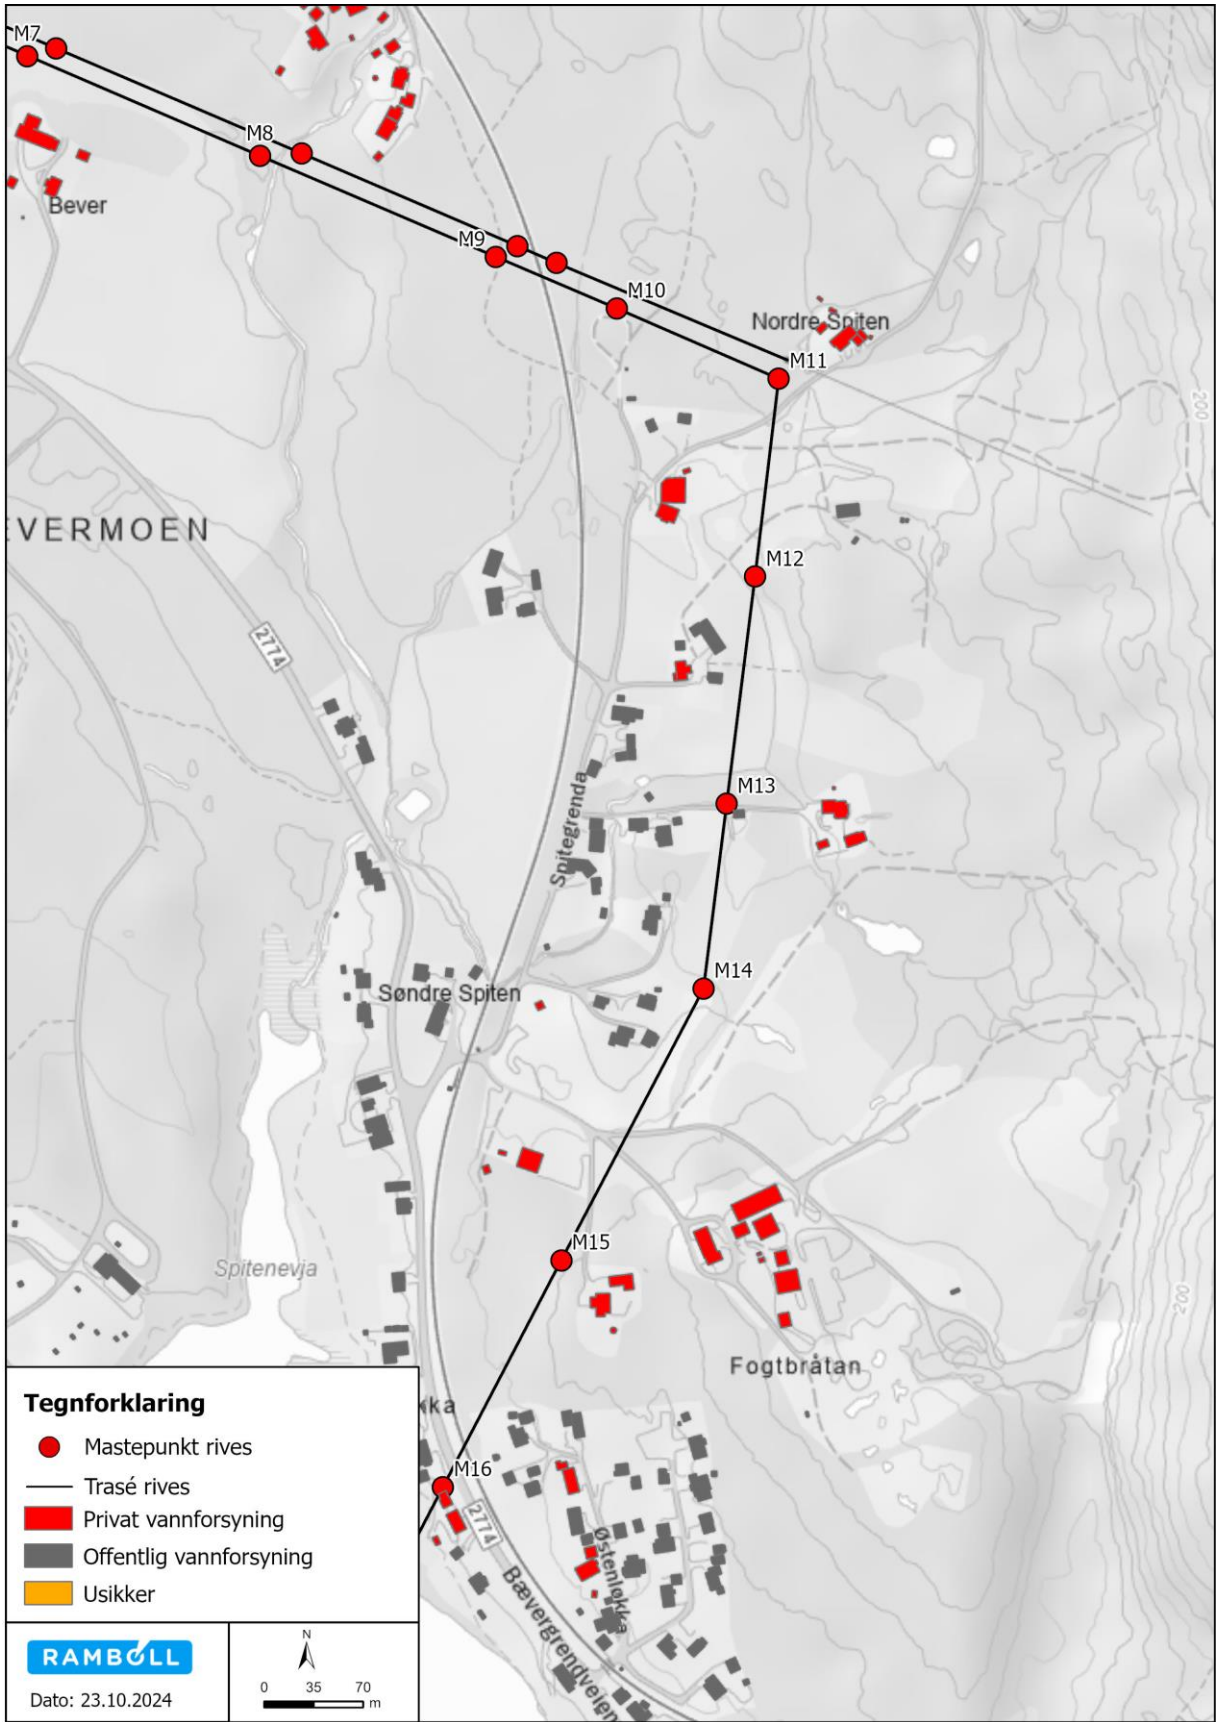 M7
M8
Bever
M9
M10
Nordre Spiten
M11
200
EVERMOEN
M12
2774
M13
Spitegrenda
M14
Søndre Spiten
M15
Spitenevja
200
Fogtbråtan
kka
M16
2774
Østenløkka
Bævergrendveien
Tegnforklaring
Mastepunkt rives
Trasé rives
Privat vannforsyning
Offentlig vannforsyning
Usikker
RAMBOLL
Dato: 23.10.2024
N
0 35 70
m